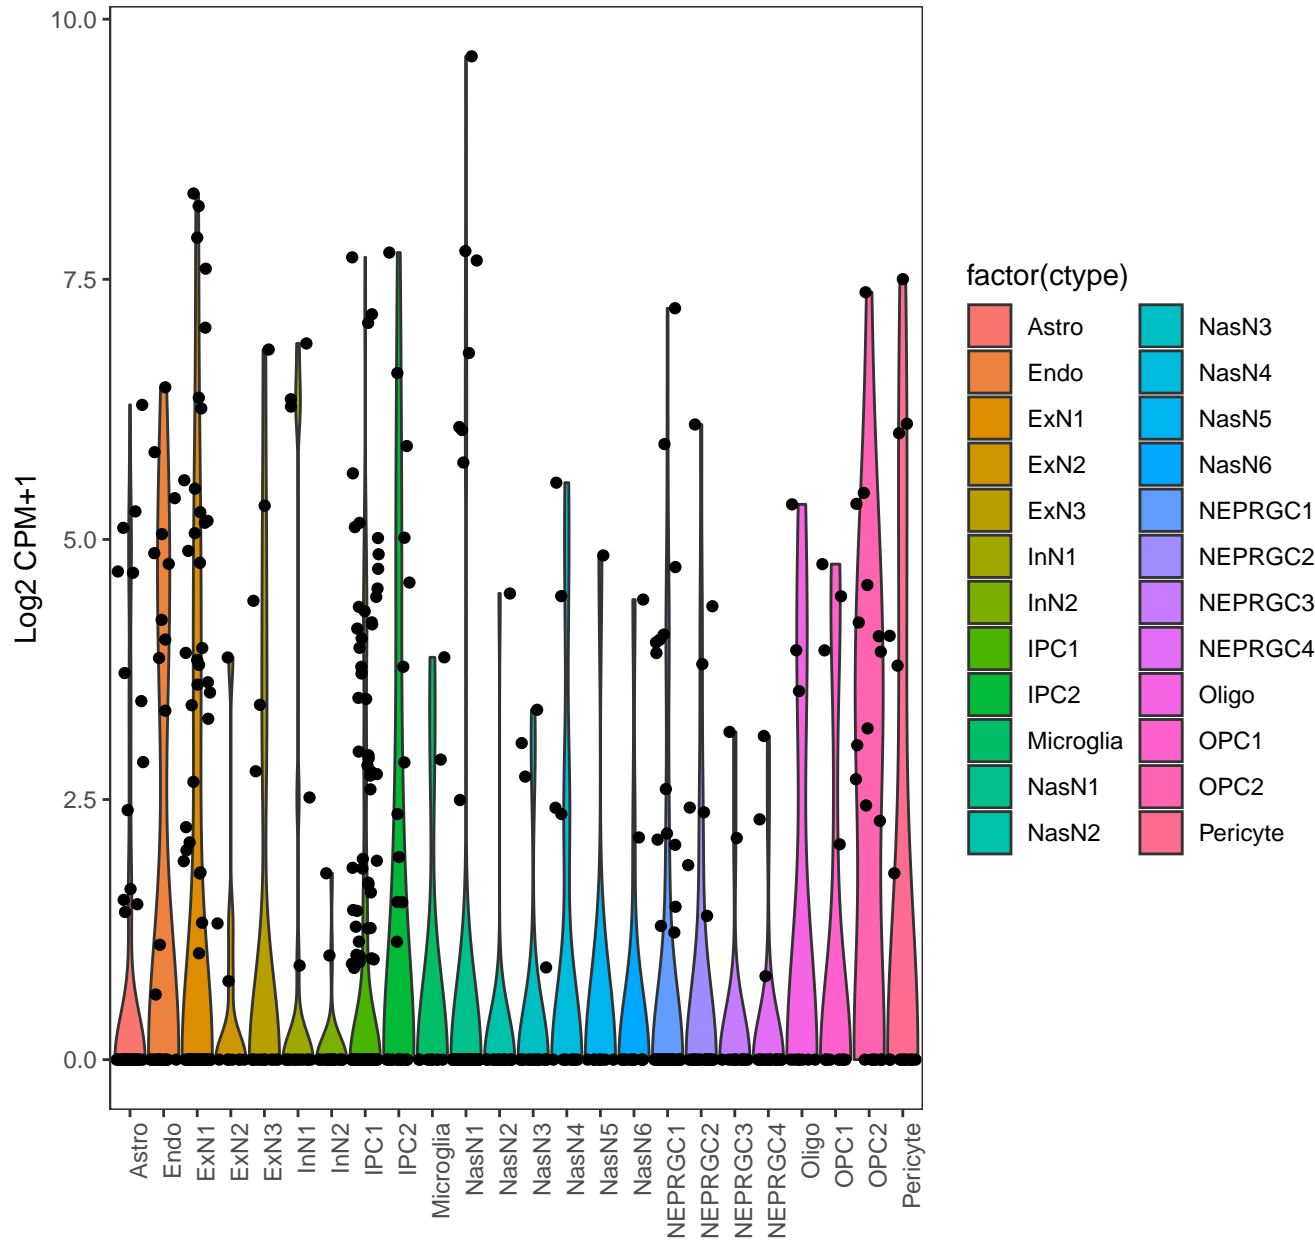 10.0
7.5
5.0
2.5
0.0
Log2 CPM+1
Astro
Endo
ExN1
ExN2
ExN3
InN1
InN2
IPC1
IPC2
Microglia
NasN1
NasN2
NasN3
NasN4
NasN5
NasN6
NEPRGC1
NEPRGC2
NEPRGC3
NEPRGC4
Oligo
OPC1
OPC2
Pericyte
factor(ctype)
Astro
Endo
ExN1
ExN2
ExN3
InN1
InN2
IPC1
IPC2
Microglia
NasN1
NasN2
NasN3
NasN4
NasN5
NasN6
NEPRGC1
NEPRGC2
NEPRGC3
NEPRGC4
Oligo
OPC1
OPC2
Pericyte